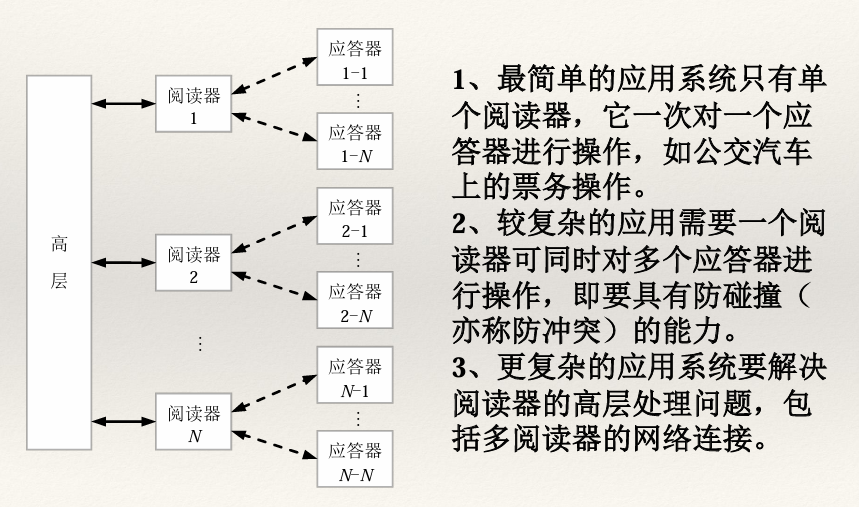 高
层
阅读器
1
阅读器
2
⋮
阅读器
N
应答器
1-1
⋮
应答器
1-N
应答器
2-1
⋮
应答器
2-N
应答器
N-1
⋮
应答器
N-N
1、最简单的应用系统只有单
个阅读器，它一次对一个应
答器进行操作，如公交汽车
上的票务操作。
2、较复杂的应用需要一个阅
读器可同时对多个应答器进
行操作，即要具有防碰撞（
亦称防冲突）的能力。
3、更复杂的应用系统要解决
阅读器的高层处理问题，包
括多阅读器的网络连接。